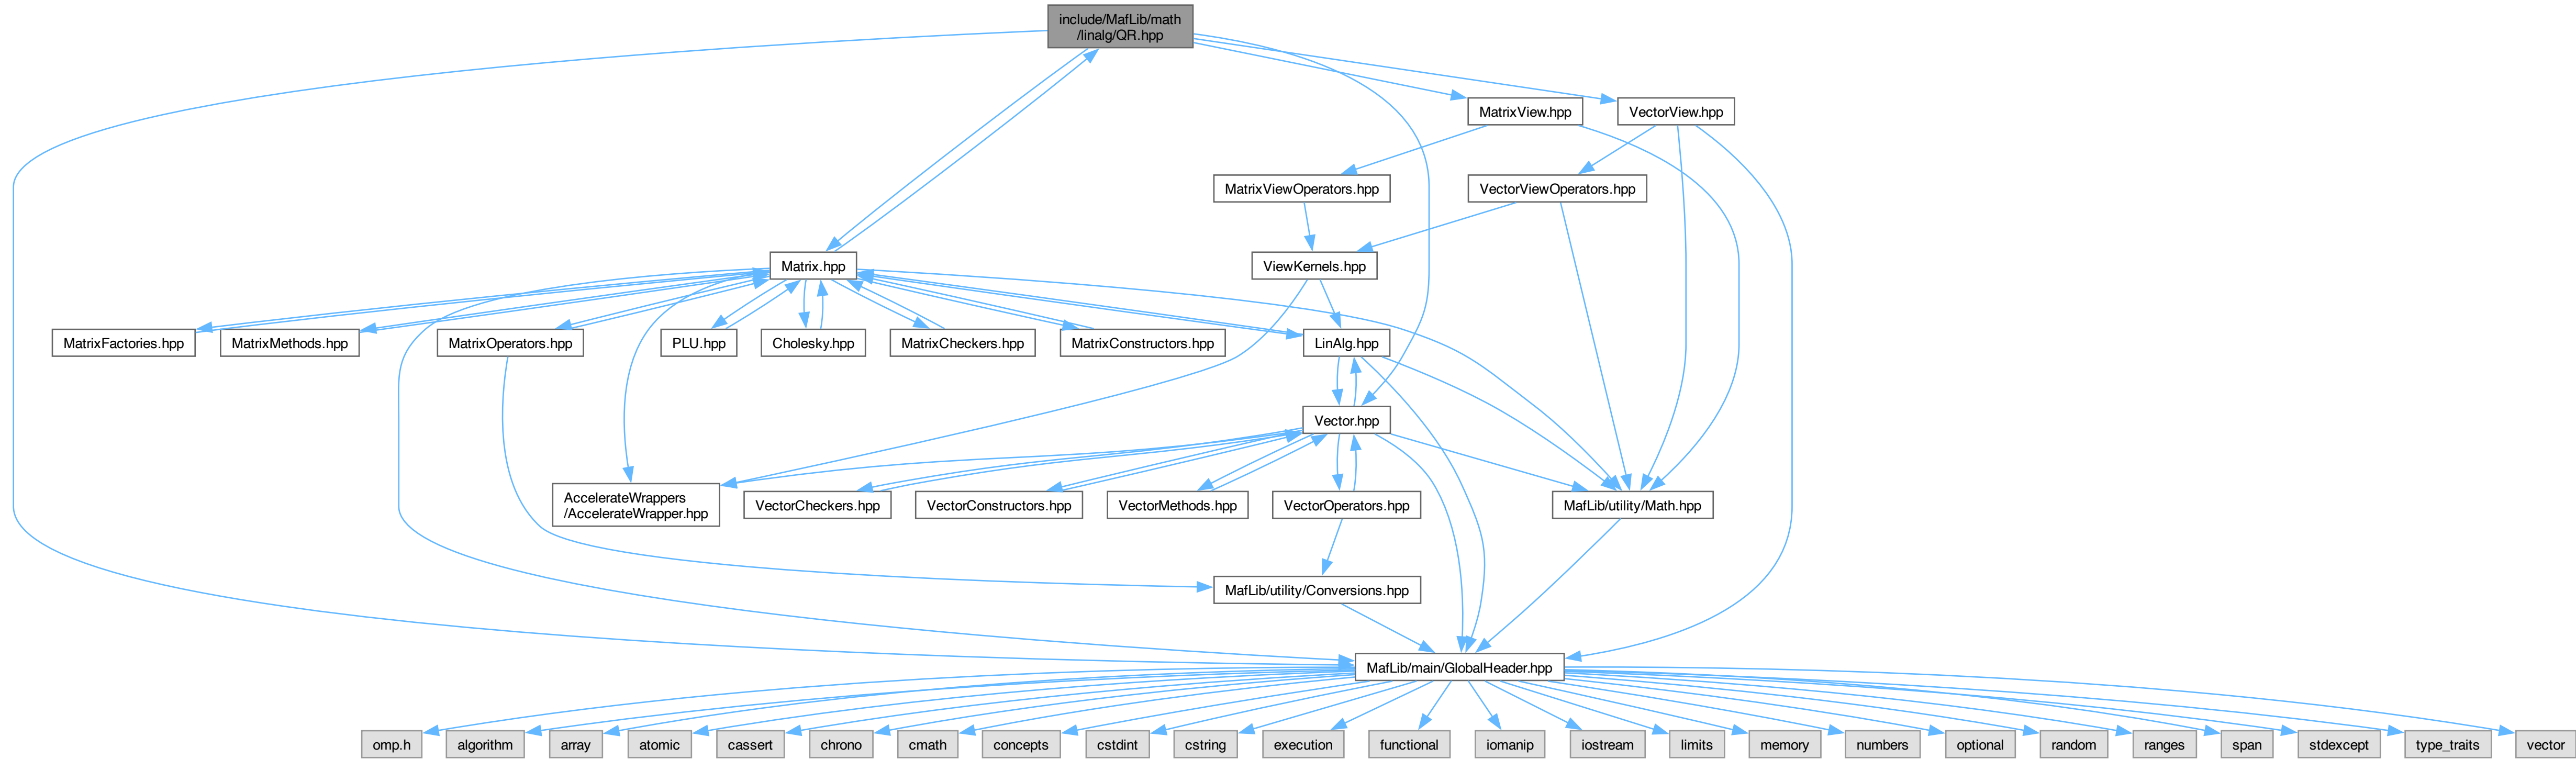 include/MafLib/math
/linalg/QR.hpp
MatrixView.hpp
VectorView.hpp
MatrixViewOperators.hpp
VectorViewOperators.hpp
Matrix.hpp
ViewKernels.hpp
MatrixFactories.hpp
MatrixMethods.hpp
MatrixOperators.hpp
PLU.hpp
Cholesky.hpp
MatrixCheckers.hpp
MatrixConstructors.hpp
LinAlg.hpp
Vector.hpp
AccelerateWrappers
/AccelerateWrapper.hpp
VectorCheckers.hpp
VectorConstructors.hpp
VectorMethods.hpp
VectorOperators.hpp
MafLib/utility/Math.hpp
MafLib/utility/Conversions.hpp
MafLib/main/GlobalHeader.hpp
omp.h
algorithm
array
atomic
cassert
chrono
cmath
concepts
cstdint
cstring
execution
functional
iomanip
iostream
limits
memory
numbers
optional
random
ranges
span
stdexcept
type_traits
vector